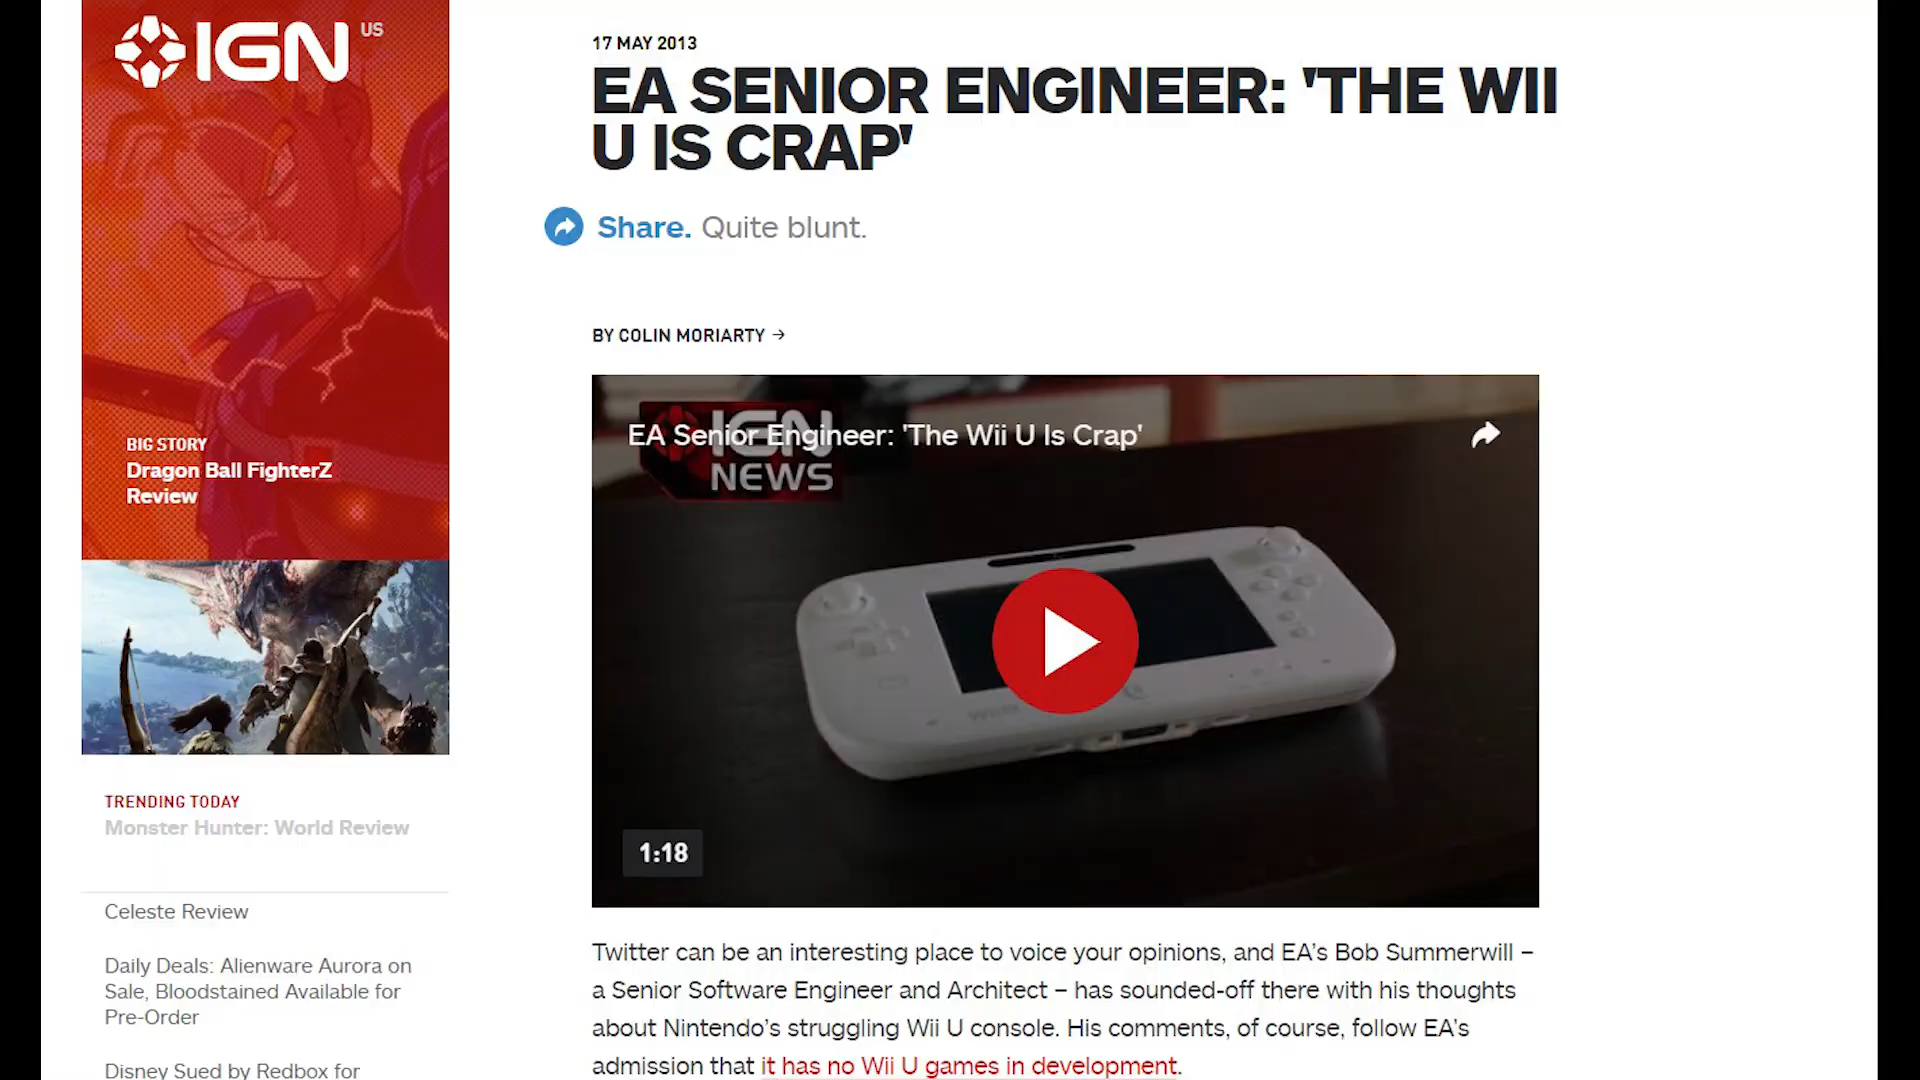 IGN US
BIG STORY
Dragon Ball FighterZ
Review
TRENDING TODAY
Monster Hunter: World Review
Celeste Review
Daily Deals: Alienware Aurora on
Sale, Bloodstained Available for
Pre-Order
Disney Sued by Redbox for
17 MAY 2013
EA SENIOR ENGINEER: 'THE WII
U IS CRAP'
Share. Quite blunt.
BY COLIN MORIARTY →
IGN
NEWS
EA Senior Engineer: 'The Wii U Is Crap'
1:18
Twitter can be an interesting place to voice your opinions, and EA's Bob Summerwill –
a Senior Software Engineer and Architect – has sounded-off there with his thoughts
about Nintendo's struggling Wii U console. His comments, of course, follow EA's
admission that it has no Wii U games in development.